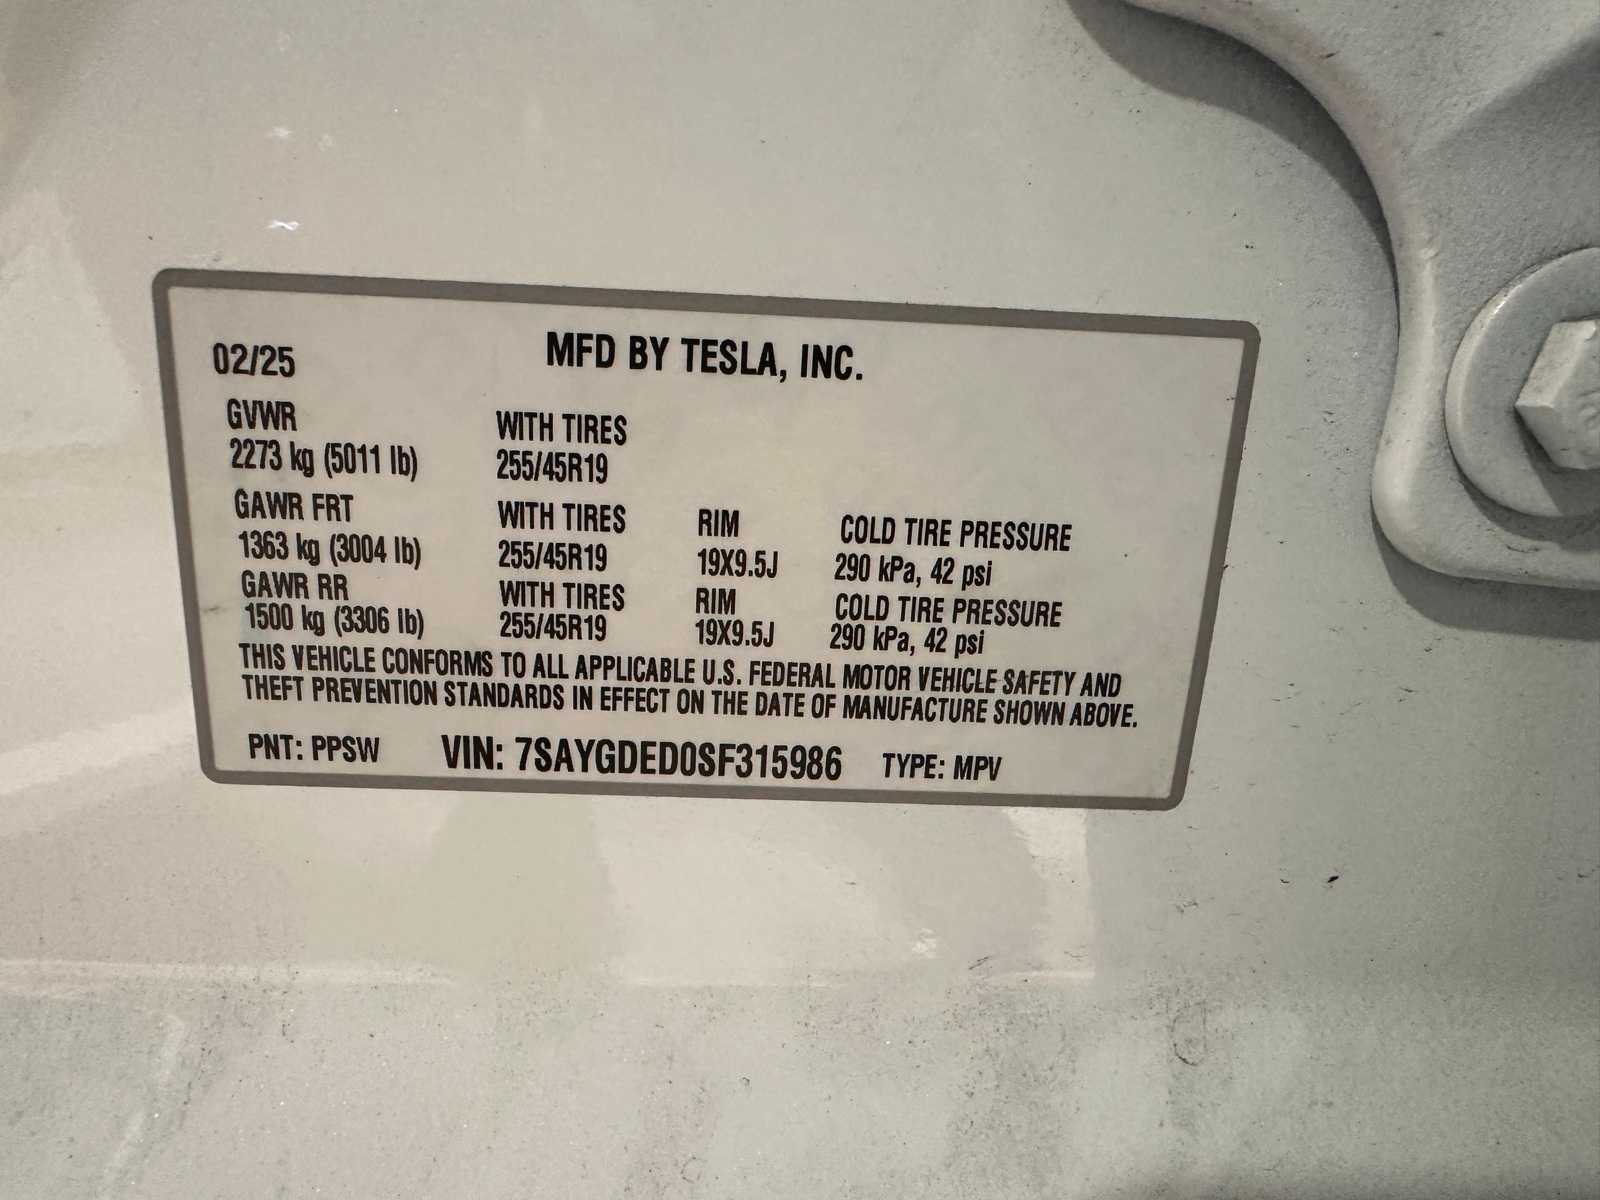 02/25 MFD BY TESLA, INC.
GVWR WITH TIRES
2273 kg (5011 lb) 255/45R19
GAWR FRT WITH TIRES RIM COLD TIRE PRESSURE
1363 kg (3004 lb) 255/45R19 19X9.5J 290 kPa, 42 psi
GAWR RR WITH TIRES RIM COLD TIRE PRESSURE
1500 kg (3306 lb) 255/45R19 19X9.5J 290 kPa, 42 psi
THIS VEHICLE CONFORMS TO ALL APPLICABLE U.S. FEDERAL MOTOR VEHICLE SAFETY AND
THEFT PREVENTION STANDARDS IN EFFECT ON THE DATE OF MANUFACTURE SHOWN ABOVE.
PNT: PPSW VIN: 7SAYGDED0SF315986 TYPE: MPV